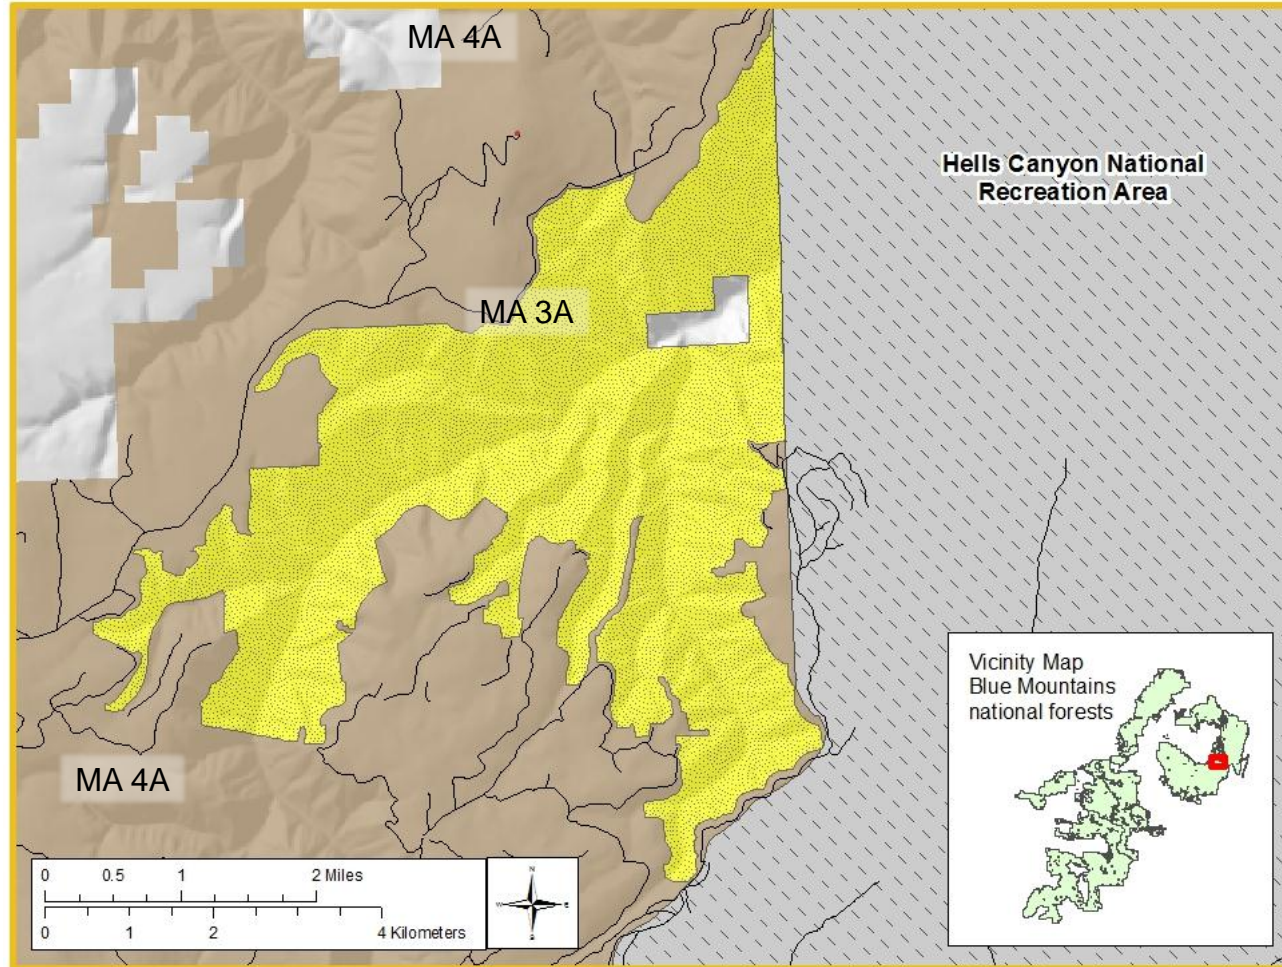 MA 4A
Hells Canyon National
Recreation Area
MA 3A
Vicinity Map
Blue Mountains
national forests
MA 4A
0 0.5 1 2 Miles
0 1 2 4 Kilometers
N
W E
S